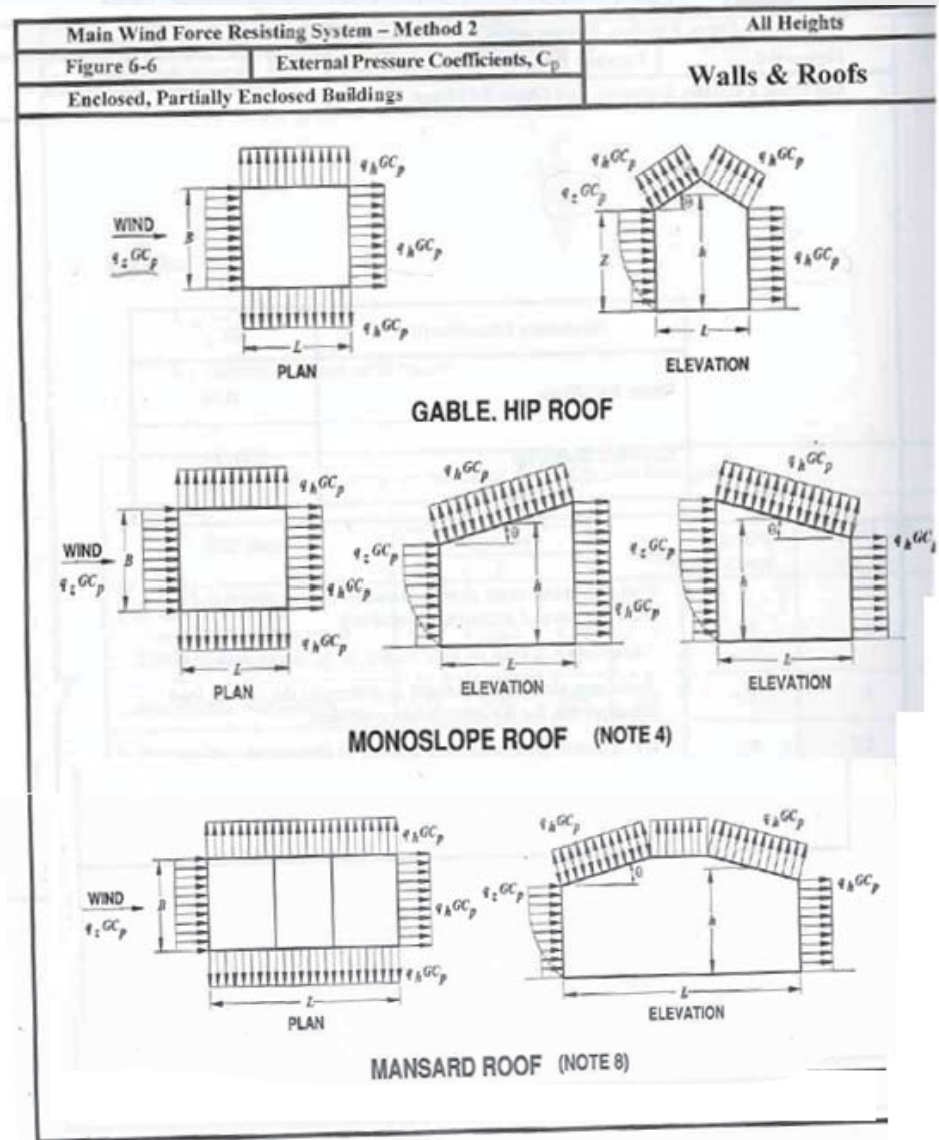 Main Wind Force Resisting System – Method 2
All Heights
Figure 6-6
External Pressure Coefficients, Cp
Walls & Roofs
Enclosed, Partially Enclosed Buildings
qhGCp
WIND
qzGCp
B
qhGCp
qhGCp
L
PLAN
qhGCp
qhGCp
qzGCp
θ
Z
h
qhGCp
L
ELEVATION
GABLE, HIP ROOF
qhGCp
WIND
qzGCp
B
qhGCp
qhGCp
L
PLAN
qhGCp
qzGCp
θ
h
qhGCp
L
ELEVATION
qhGCp
qzGCp
θ
h
L
ELEVATION
MONOSLOPE ROOF (NOTE 4)
qhGCp
WIND
qzGCp
B
qhGCp
qhGCp
L
PLAN
qhGCp
qhGCp
qzGCp
θ
h
qhGCp
L
ELEVATION
MANSARD ROOF (NOTE 8)